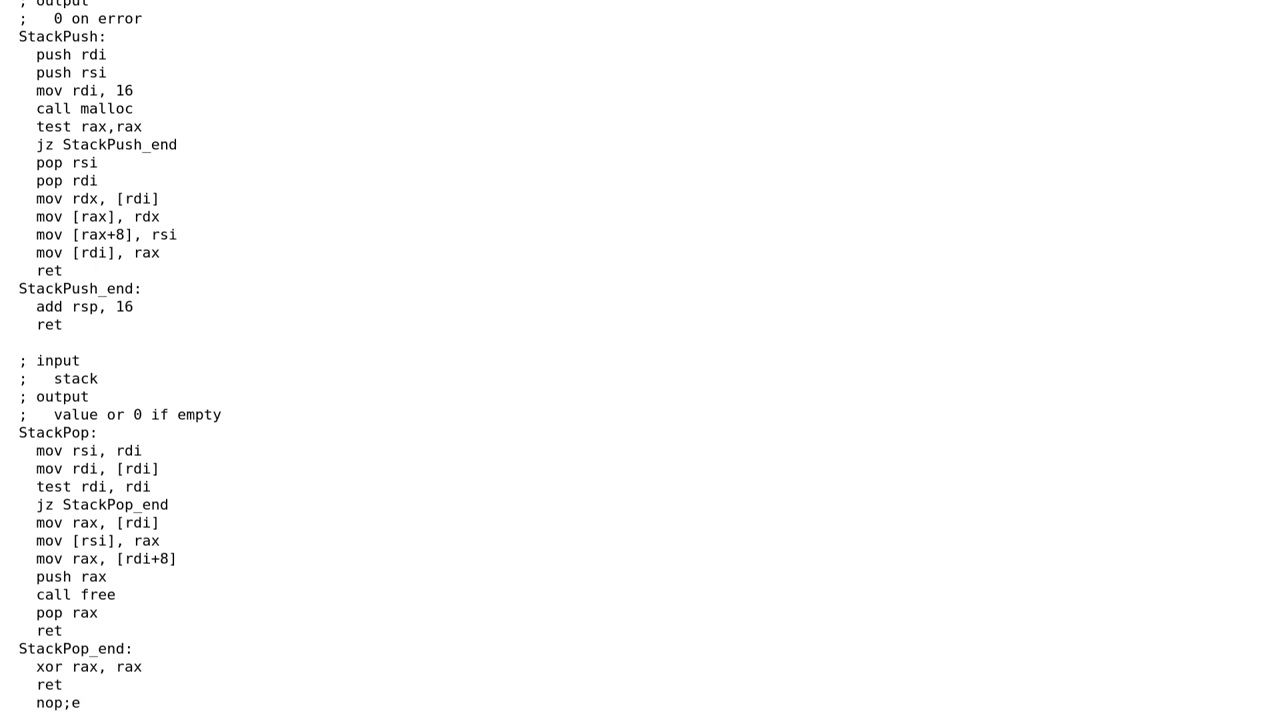 ; output
;   0 on error
StackPush:
  push rdi
  push rsi
  mov rdi, 16
  call malloc
  test rax,rax
  jz StackPush_end
  pop rsi
  pop rdi
  mov rdx, [rdi]
  mov [rax], rdx
  mov [rax+8], rsi
  mov [rdi], rax
  ret
StackPush_end:
  add rsp, 16
  ret

; input
;   stack
; output
;   value or 0 if empty
StackPop:
  mov rsi, rdi
  mov rdi, [rdi]
  test rdi, rdi
  jz StackPop_end
  mov rax, [rdi]
  mov [rsi], rax
  mov rax, [rdi+8]
  push rax
  call free
  pop rax
  ret
StackPop_end:
  xor rax, rax
  ret
  nop;e